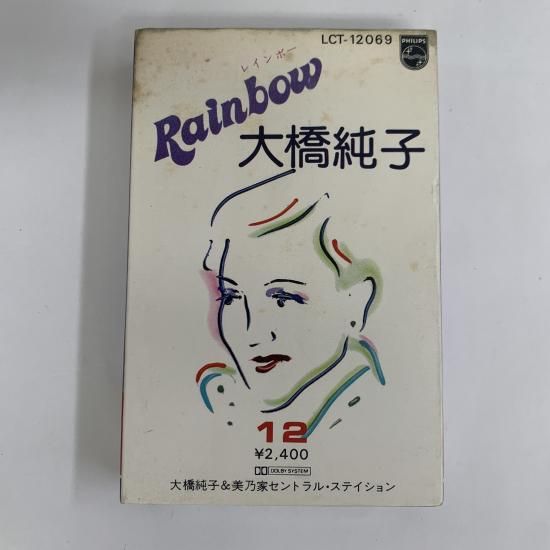 LCT-12069
PHILIPS
レインボー
Rainbow
大橋純子
12
¥2,400
DOLBY SYSTEM
大橋純子&美乃家セントラル・ステイション